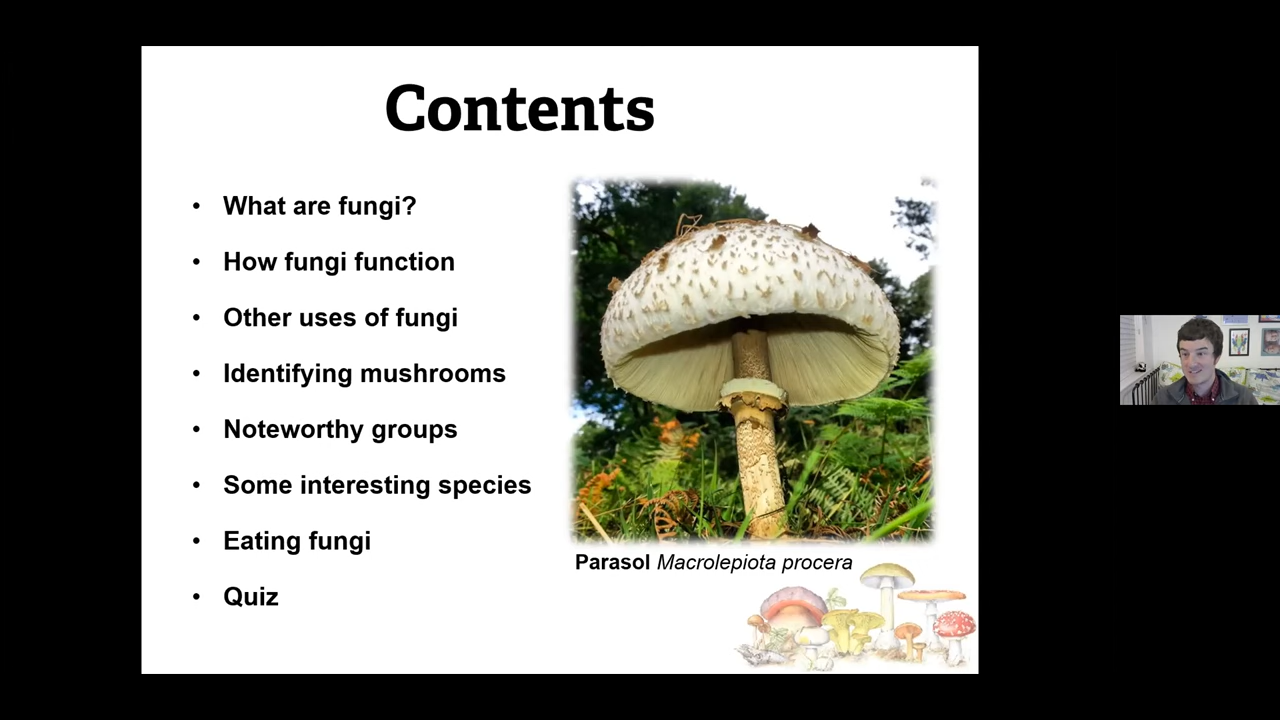 Contents
• What are fungi?
• How fungi function
Other uses of fungi
• Identifying mushrooms
• Noteworthy groups
• Some interesting species
• Eating fungi
• Quiz
Parasol Macrolepiota procera